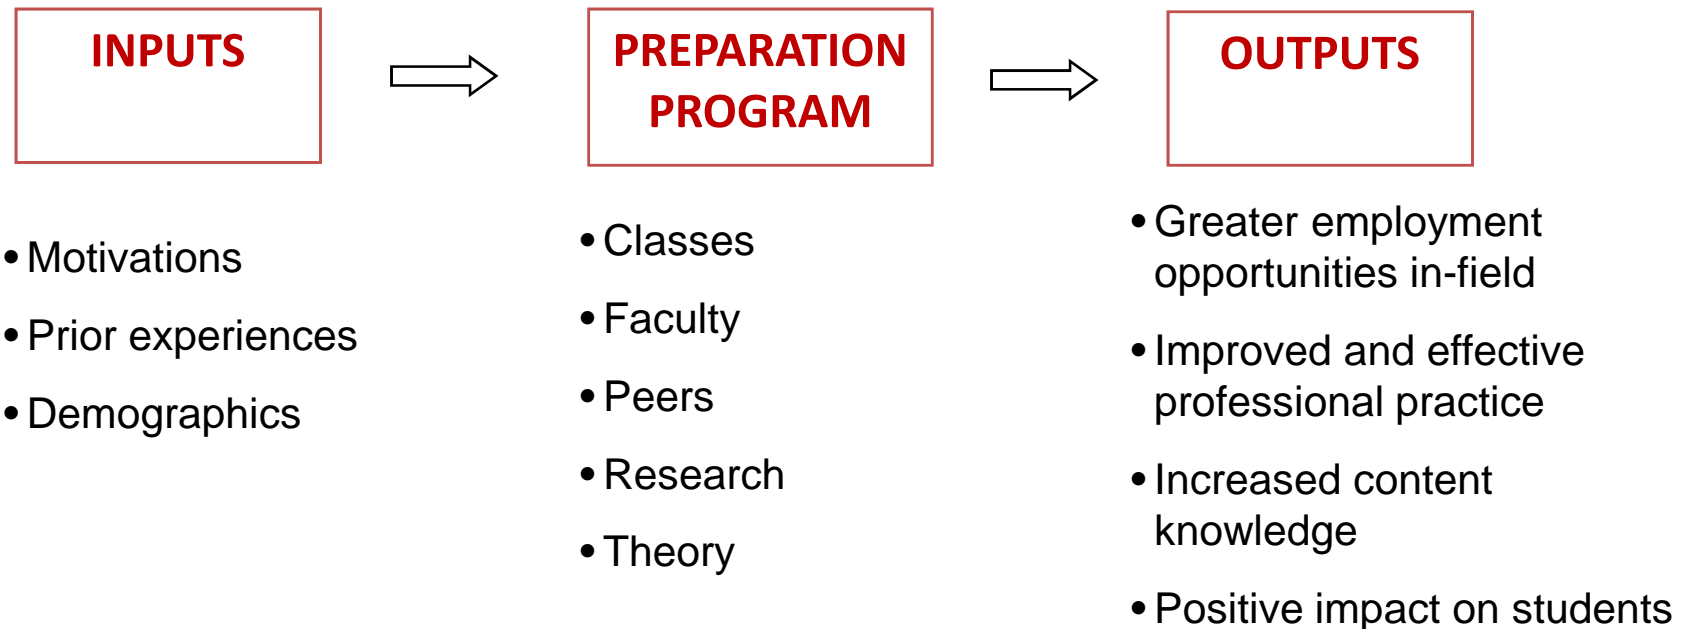 INPUTS
PREPARATION
PROGRAM
OUTPUTS
• Motivations
• Prior experiences
• Demographics
• Classes
• Faculty
• Peers
• Research
• Theory
• Greater employment
opportunities in-field
• Improved and effective
professional practice
• Increased content
knowledge
• Positive impact on students